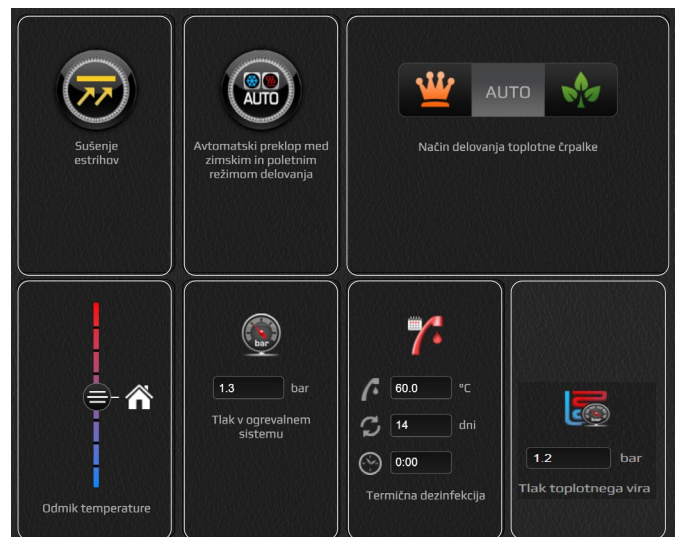 Sušenje
estrihov
AUTO
Avtomatski preklop med
zimskim in poletnim
režimom delovanja
AUTO
Način delovanja toplotne črpalke
Odmik temperature
bar
1.3 bar
Tlak v ogrevalnem
sistemu
60.0 °C
14 dni
0:00
Termična dezinfekcija
bar
1.2 bar
Tlak toplotnega vira